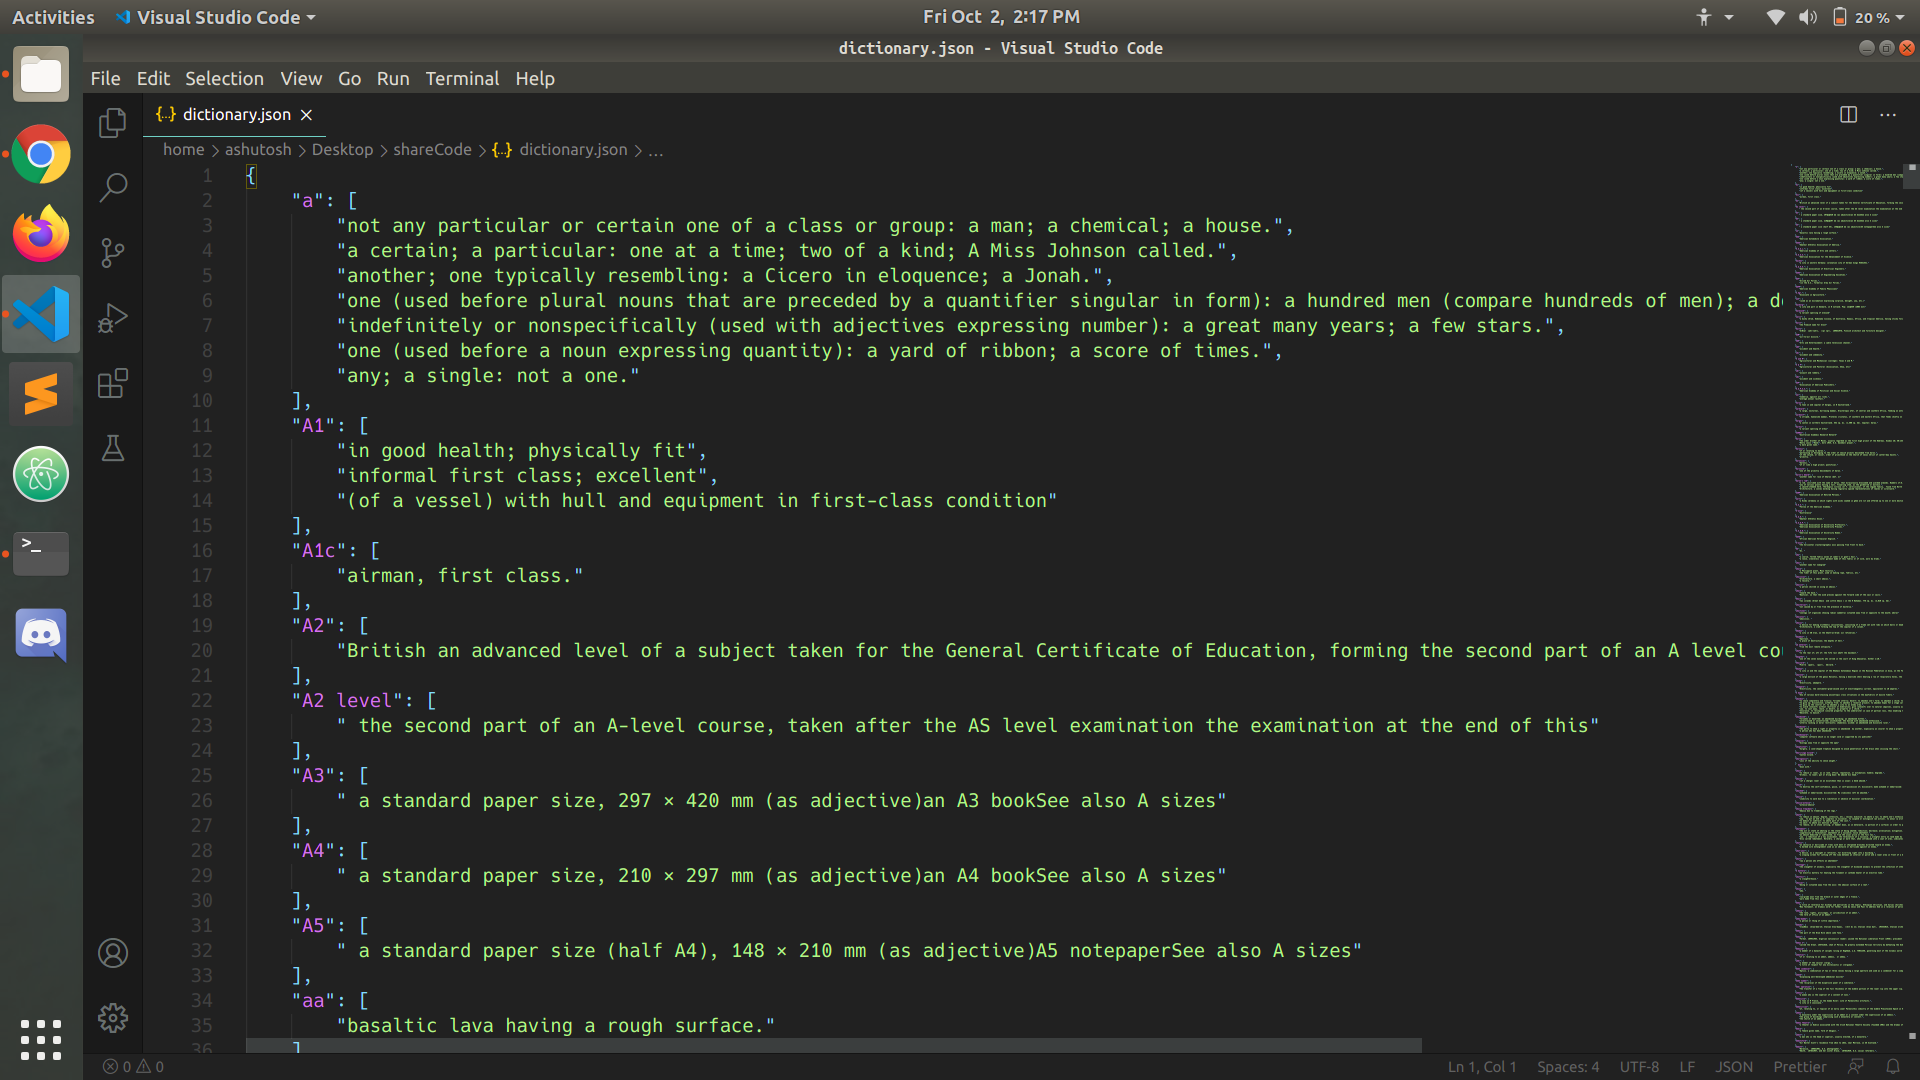 Activities Visual Studio Code Fri Oct 2, 2:17 PM 20 %
dictionary.json - Visual Studio Code
File Edit Selection View Go Run Terminal Help
{..} dictionary.json
home > ashutosh > Desktop > shareCode > {..} dictionary.json > ...
1 {
2 "a": [
3 "not any particular or certain one of a class or group: a man; a chemical; a house.",
4 "a certain; a particular: one at a time; two of a kind; A Miss Johnson called.",
5 "another; one typically resembling: a Cicero in eloquence; a Jonah.",
6 "one (used before plural nouns that are preceded by a quantifier singular in form): a hundred men (compare hundreds of men); a
7 "indefinitely or nonspecifically (used with adjectives expressing number): a great many years; a few stars.",
8 "one (used before a noun expressing quantity): a yard of ribbon; a score of times.",
9 "any; a single: not a one."
10 ],
11 "A1": [
12 "in good health; physically fit",
13 "informal first class; excellent",
14 "(of a vessel) with hull and equipment in first-class condition"
15 ],
16 "A1c": [
17 "airman, first class."
18 ],
19 "A2": [
20 "British an advanced level of a subject taken for the General Certificate of Education, forming the second part of an A level
21 ],
22 "A2 level": [
23 " the second part of an A-level course, taken after the AS level examination the examination at the end of this"
24 ],
25 "A3": [
26 " a standard paper size, 297 × 420 mm (as adjective)an A3 bookSee also A sizes"
27 ],
28 "A4": [
29 " a standard paper size, 210 × 297 mm (as adjective)an A4 bookSee also A sizes"
30 ],
31 "A5": [
32 " a standard paper size (half A4), 148 × 210 mm (as adjective)A5 notepaperSee also A sizes"
33 ],
34 "aa": [
35 "basaltic lava having a rough surface."
36 ]
0 0 Ln 1, Col 1 Spaces: 4 UTF-8 LF JSON Prettier